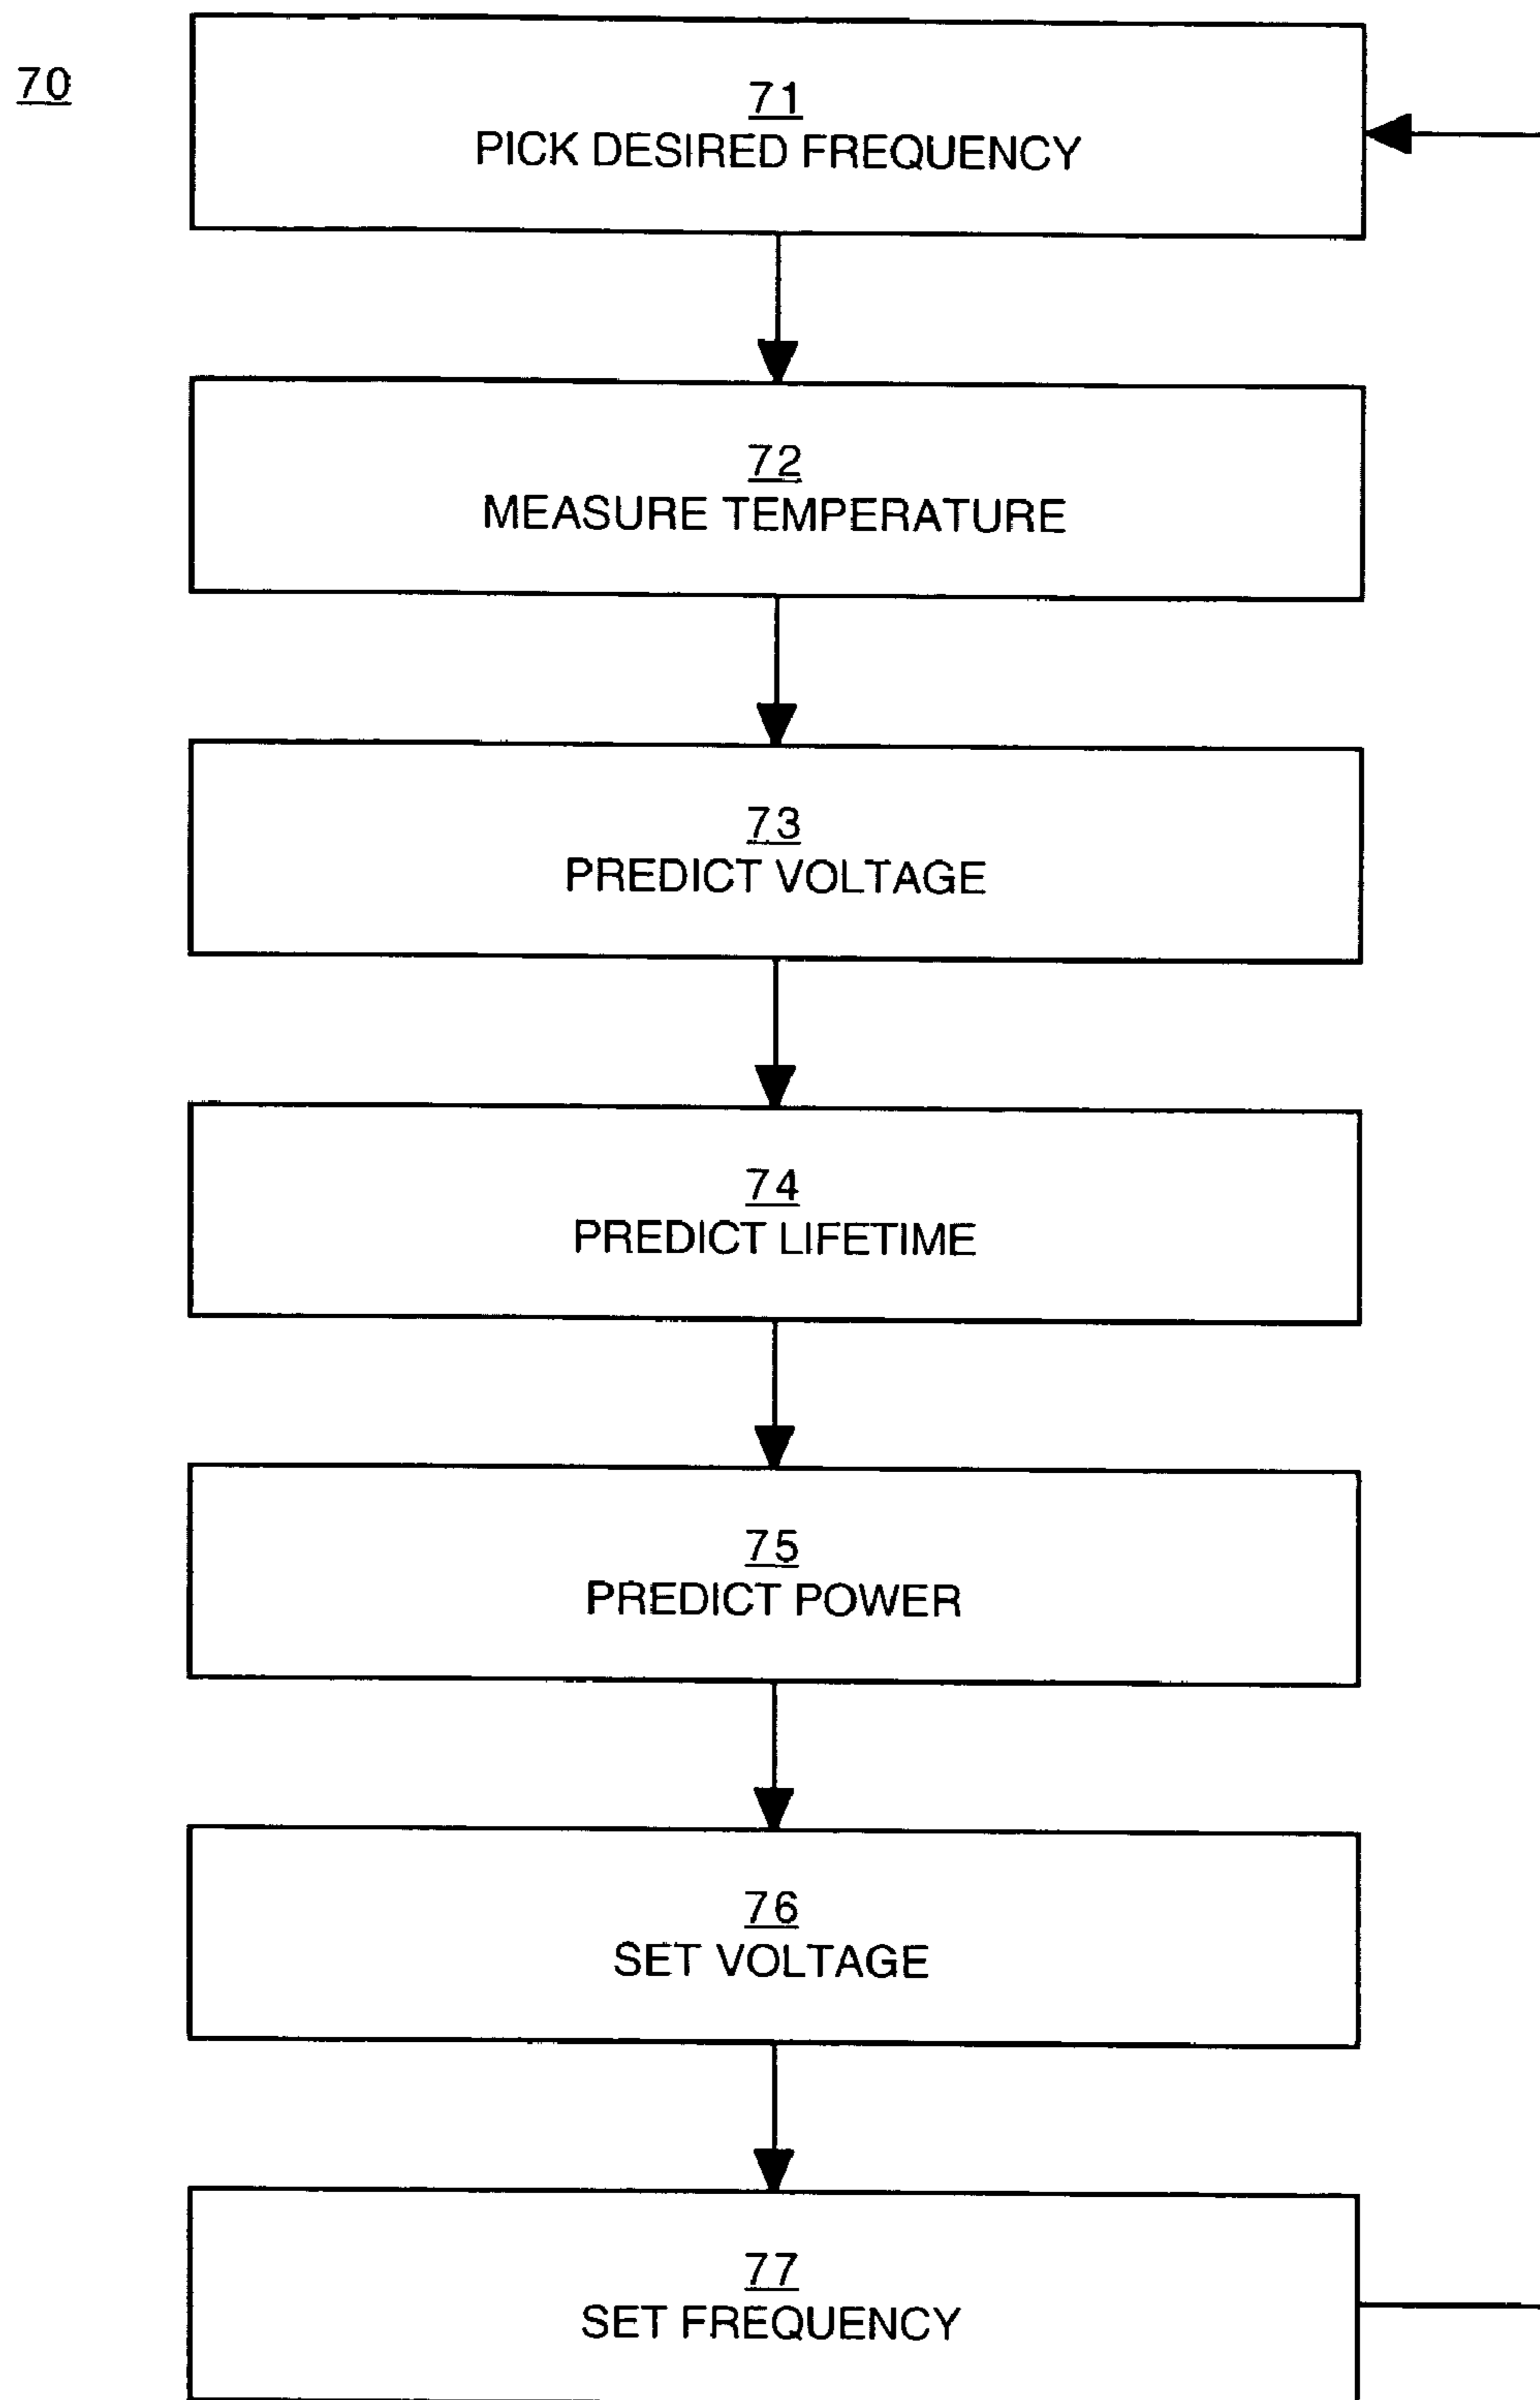 70
71
PICK DESIRED FREQUENCY
72
MEASURE TEMPERATURE
73
PREDICT VOLTAGE
74
PREDICT LIFETIME
75
PREDICT POWER
76
SET VOLTAGE
77
SET FREQUENCY